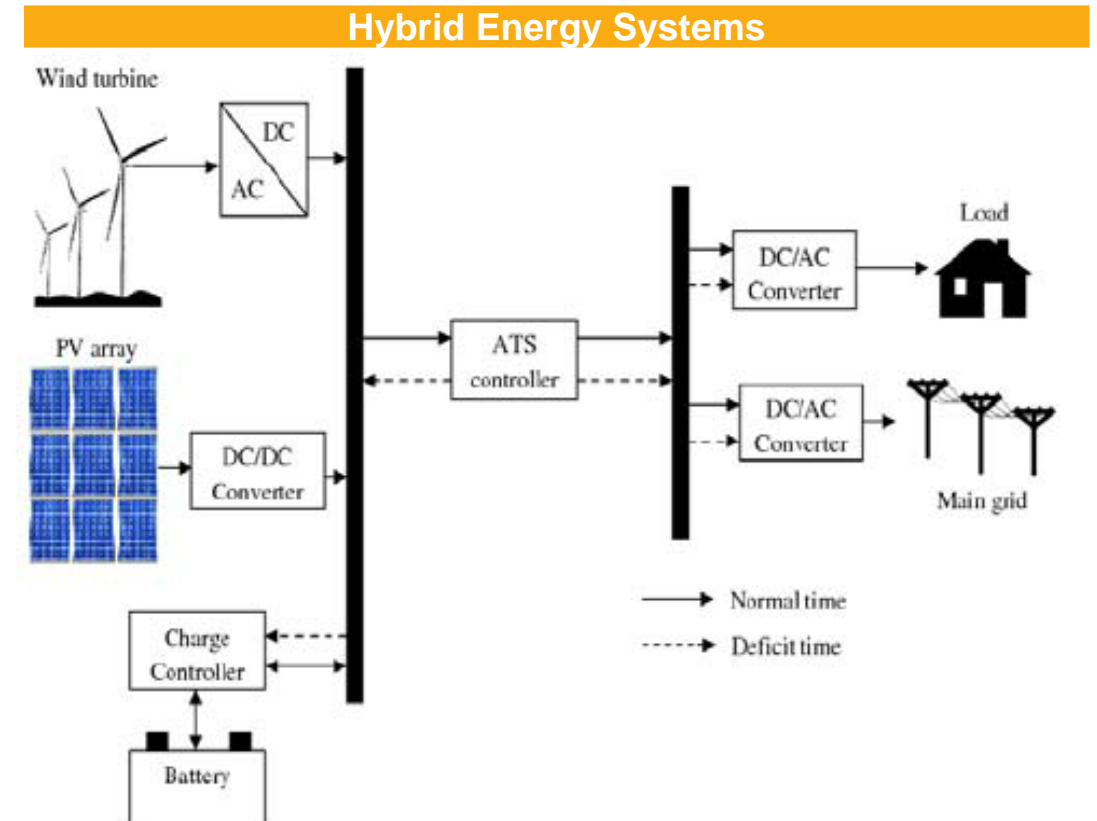 Hybrid Energy Systems
Wind turbine
DC
AC
PV array
DC/DC
Converter
Charge
Controller
Battery
ATS
controller
DC/AC
Converter
Load
DC/AC
Converter
Main grid
Normal time
Deficit time